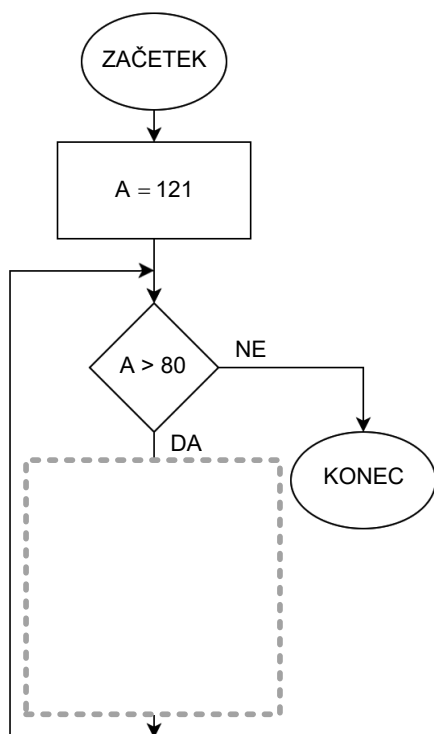 ZAČETEK
A = 121
A > 80
NE
DA
KONEC